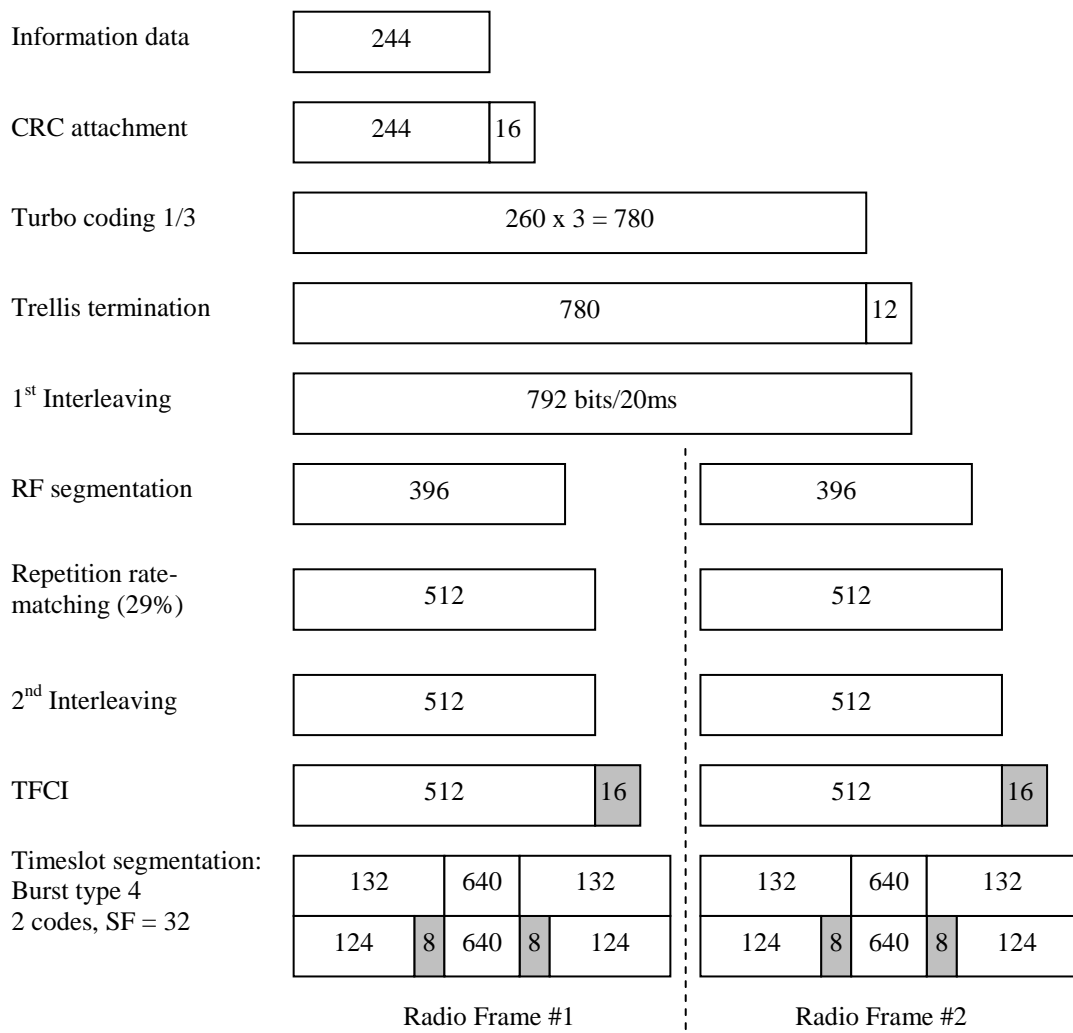 Information data
244
CRC attachment
244 16
Turbo coding 1/3
260 x 3 = 780
Trellis termination
780 12
1st Interleaving
792 bits/20ms
RF segmentation
396 396
Repetition rate-
matching (29%)
512 512
2nd Interleaving
512 512
TFCI
512 16 512 16
Timeslot segmentation:
Burst type 4
2 codes, SF = 32
132 640 132 132 640 132
124 8 640 8 124 124 8 640 8 124
Radio Frame #1 Radio Frame #2